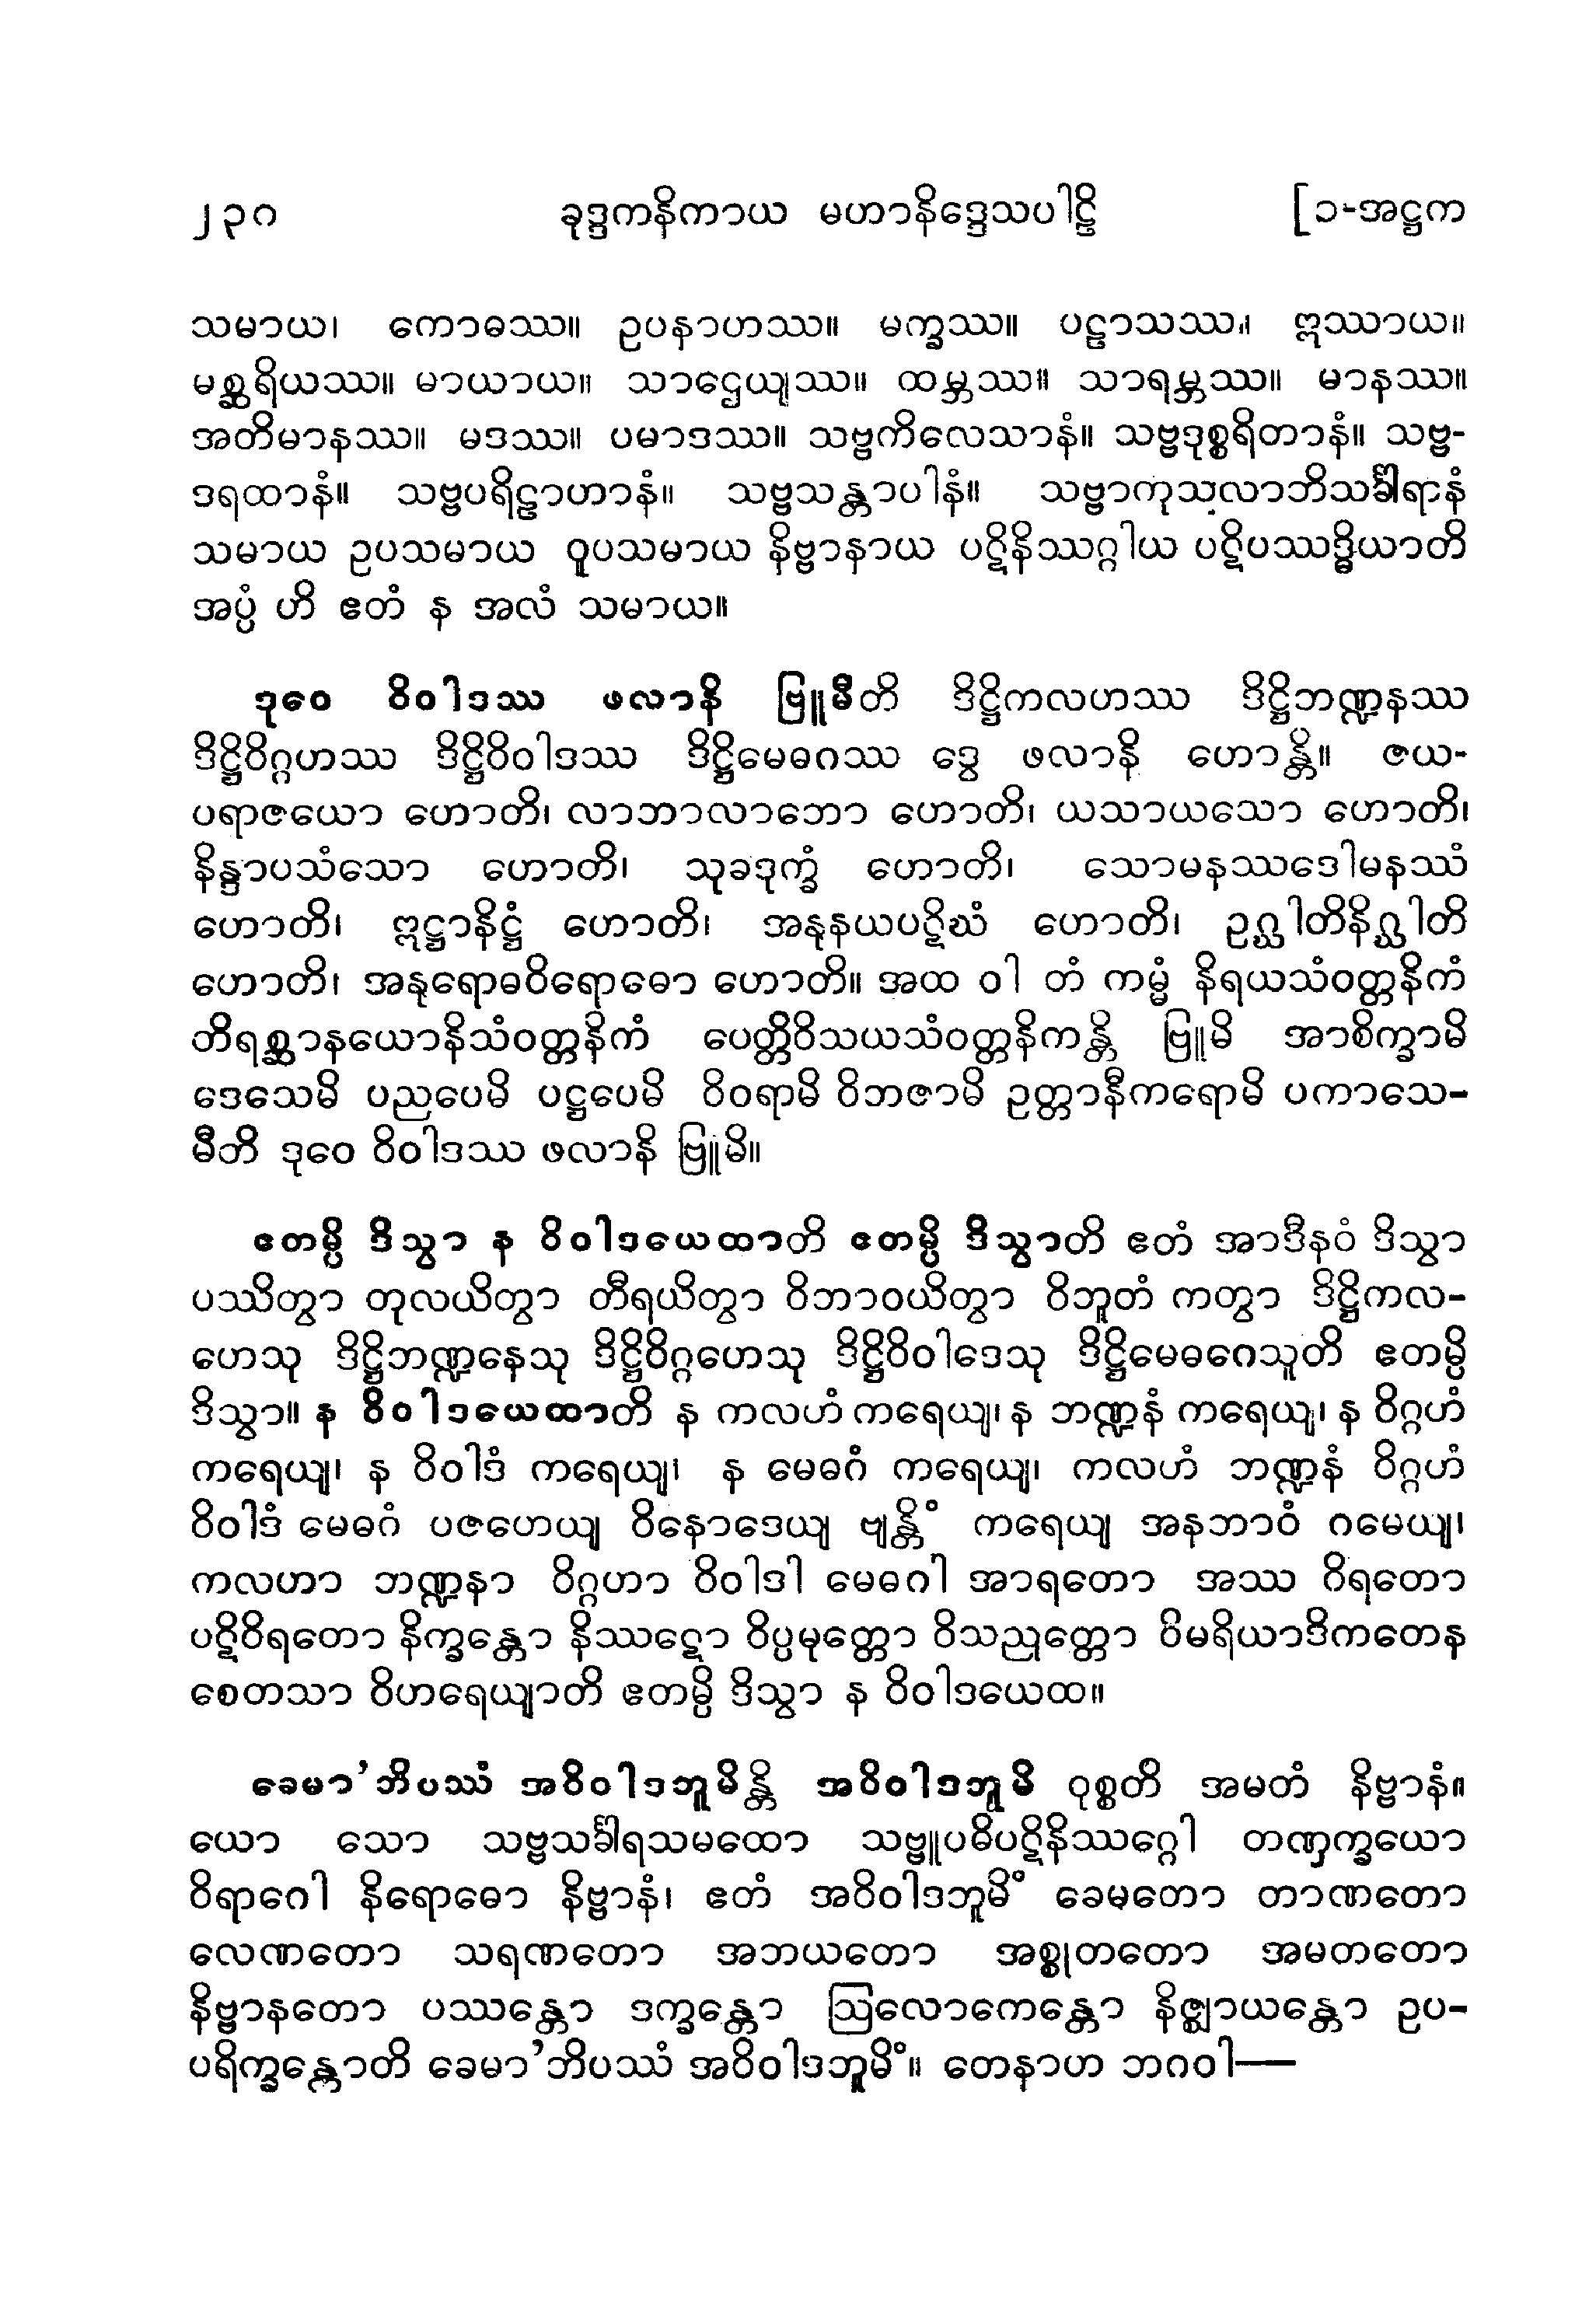 ၂၃၀ ခုဒ္ဒကနိကာယ မဟာနိဒ္ဒေသပါဠိ [၁-အဋ္ဌက
သမာယ၊ ကောဓဿ။ ဥပနာဟဿ။ မက္ခဿ။ ပဠာသဿ။ ဣဿာယ။
မစ္ဆရိယဿ။ မာယာယ။ သာဌေယျဿ။ ထမ္ဘဿ။ သာရမ္ဘဿ။ မာနဿ။
အတိမာနဿ။ မဒဿ။ ပမာဒဿ။ သဗ္ဗကိလေသာနံ။ သဗ္ဗဒုစ္စရိတာနံ။ သဗ္ဗ-
ဒရထာနံ။ သဗ္ဗပရိဠာဟာနံ။ သဗ္ဗသန္တာပါနံ။ သဗ္ဗာကုသလာဘိသင်္ခါရာနံ
သမာယ ဥပသမာယ ဝူပသမာယ နိဗ္ဗာနာယ ပဋိနိဿဂ္ဂါယ ပဋိပဿဒ္ဓိယာတိ
အပ္ပံ ဟိ ဧတံ န အလံ သမာယ။
ဒုဝေ ဝိဝါဒဿ ဖလာနိ ဗြူမီတိ ဒိဋ္ဌိကလဟဿ ဒိဋ္ဌိဘဏ္ဍနဿ
ဒိဋ္ဌိဝိဂ္ဂဟဿ ဒိဋ္ဌိဝိဝါဒဿ ဒိဋ္ဌိမေဓဂဿ ဒွေ ဖလာနိ ဟောန္တိ။ ဇယ-
ပရာဇယော ဟောတိ၊ လာဘာလာဘော ဟောတိ၊ ယသာယသော ဟောတိ၊
နိန္ဒာပသံသော ဟောတိ၊ သုခဒုက္ခံ ဟောတိ၊ သောမနဿဒေါမနဿံ
ဟောတိ၊ ဣဋ္ဌာနိဋ္ဌံ ဟောတိ၊ အနုနယပဋိဃံ ဟောတိ၊ ဥဂ္ဃါတိနိဂ္ဃါတိ
ဟောတိ၊ အနုရောဓဝိရောဓော ဟောတိ။ အထ ဝါ တံ ကမ္မံ နိရယသံဝတ္တနိကံ
တိရစ္ဆာနယောနိသံဝတ္တနိကံ ပေတ္တိဝိသယသံဝတ္တနိကန္တိ ဗြူမိ အာစိက္ခာမိ
ဒေသေမိ ပညပေမိ ပဋ္ဌပေမိ ဝိဝရာမိ ဝိဘဇာမိ ဥတ္တာနီကရောမိ ပကာသေ-
မီတိ ဒုဝေ ဝိဝါဒဿ ဖလာနိ ဗြူမိ။
ဧတမ္ပိ ဒိသွာ န ဝိဝါဒယေထာတိ ဧတမ္ပိ ဒိသွာတိ ဧတံ အာဒီနဝံ ဒိသွာ
ပဿိတွာ တုလယိတွာ တီရယိတွာ ဝိဘာဝယိတွာ ဝိဘူတံ ကတွာ ဒိဋ္ဌိကလ-
ဟေသု ဒိဋ္ဌိဘဏ္ဍနေသု ဒိဋ္ဌိဝိဂ္ဂဟေသု ဒိဋ္ဌိဝိဝါဒေသု ဒိဋ္ဌိမေဓဂေသူတိ ဧတမ္ပိ
ဒိသွာ။ န ဝိဝါဒယေထာတိ န ကလဟံ ကရေယျ၊ န ဘဏ္ဍနံ ကရေယျ၊ န ဝိဂ္ဂဟံ
ကရေယျ၊ န ဝိဝါဒံ ကရေယျ၊ န မေဓဂံ ကရေယျ၊ ကလဟံ ဘဏ္ဍနံ ဝိဂ္ဂဟံ
ဝိဝါဒံ မေဓဂံ ပဇဟေယျ ဝိနောဒေယျ ဗျန္တိံ ကရေယျ အနဘာဝံ ဂမေယျ၊
ကလဟာ ဘဏ္ဍနာ ဝိဂ္ဂဟာ ဝိဝါဒါ မေဓဂါ အာရတော အဿ ဝိရတော
ပဋိဝိရတော နိက္ခန္တော နိဿဋော ဝိပ္ပမုတ္တော ဝိသညုတ္တော ဝိမရိယာဒိကတေန
စေတသာ ဝိဟရေယျာတိ ဧတမ္ပိ ဒိသွာ န ဝိဝါဒယေထ။
ခေမာ’ဘိပဿံ အဝိဝါဒဘူမိန္တိ အဝိဝါဒဘူမိ ဝုစ္စတိ အမတံ နိဗ္ဗာနံ။
ယော သော သဗ္ဗသင်္ခါရသမထော သဗ္ဗူပဓိပဋိနိဿဂ္ဂေါ တဏှက္ခယော
ဝိရာဂေါ နိရောဓော နိဗ္ဗာနံ၊ ဧတံ အဝိဝါဒဘူမိံ ခေမတော တာဏတော
လေဏတော သရဏတော အဘယတော အစ္စုတတော အမတတော
နိဗ္ဗာနတော ပဿန္တော ဒက္ခန္တော ဩလောကေန္တော နိဇ္ဈာယန္တော ဥပ-
ပရိက္ခန္တောတိ ခေမာ’ဘိပဿံ အဝိဝါဒဘူမိံ။ တေနာဟ ဘဂဝါ—